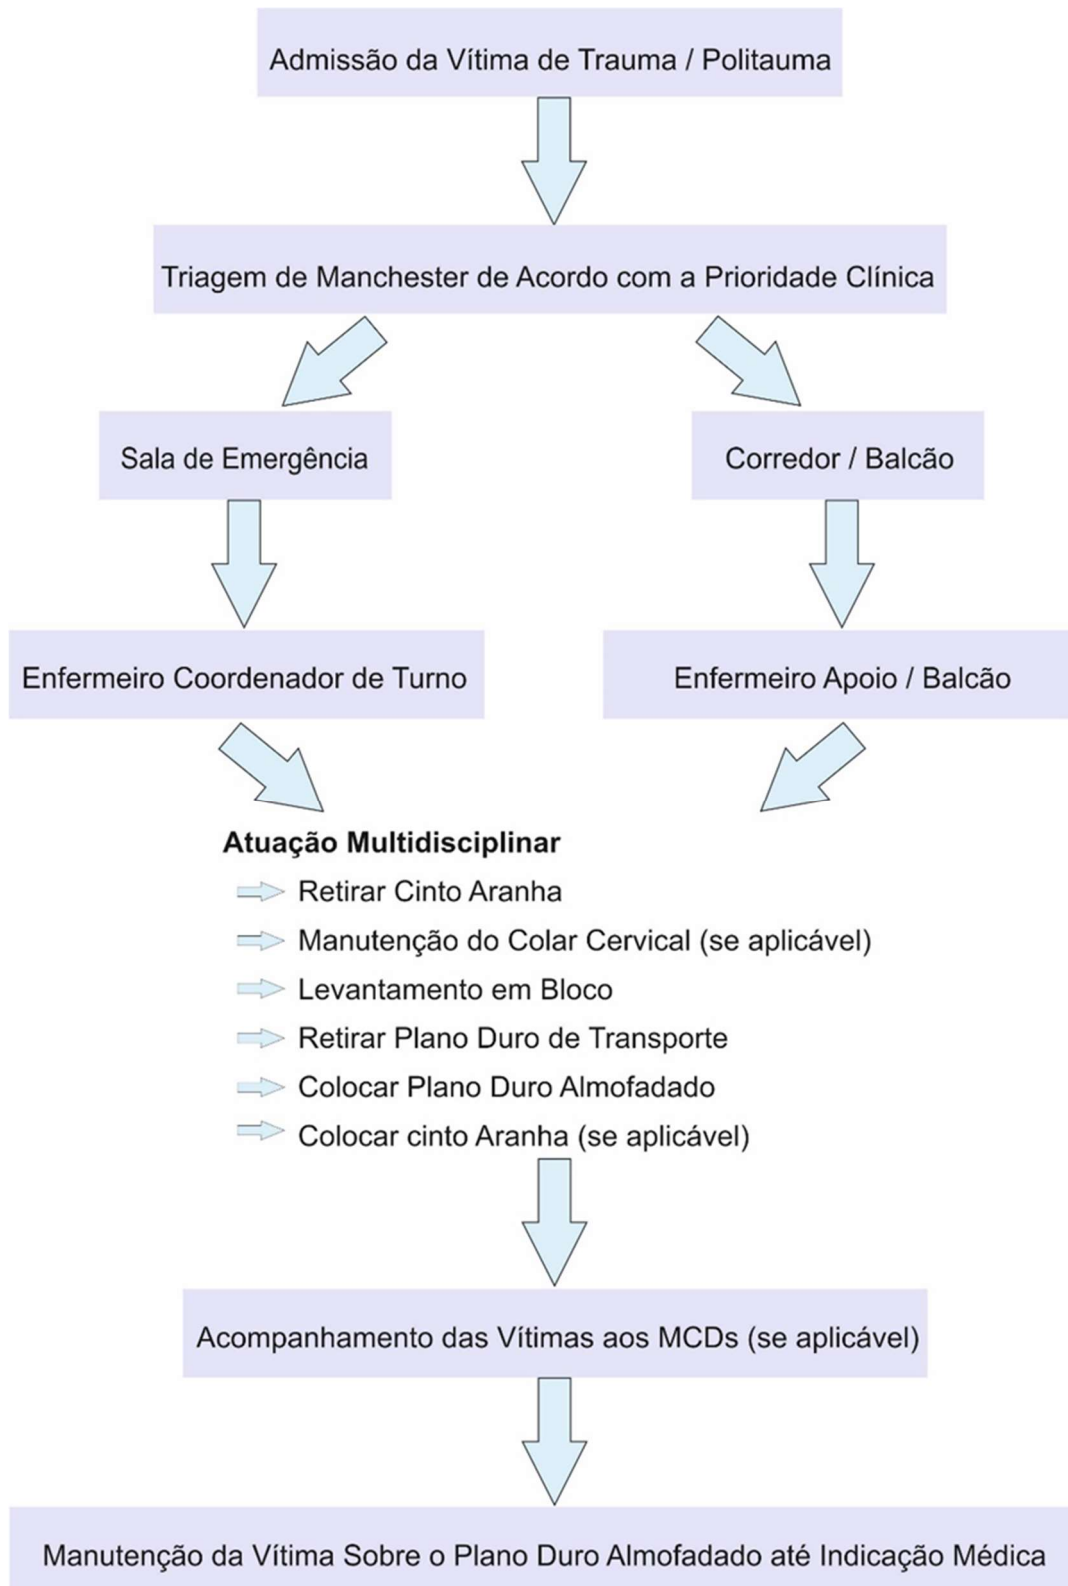 Admissão da Vítima de Trauma / Politauma
Triagem de Manchester de Acordo com a Prioridade Clínica
Sala de Emergência
Corredor / Balcão
Enfermeiro Coordenador de Turno
Enfermeiro Apoio / Balcão
Atuação Multidisciplinar
Retirar Cinto Aranha
Manutenção do Colar Cervical (se aplicável)
Levantamento em Bloco
Retirar Plano Duro de Transporte
Colocar Plano Duro Almofadado
Colocar cinto Aranha (se aplicável)
Acompanhamento das Vítimas aos MCDs (se aplicável)
Manutenção da Vítima Sobre o Plano Duro Almofadado até Indicação Médica